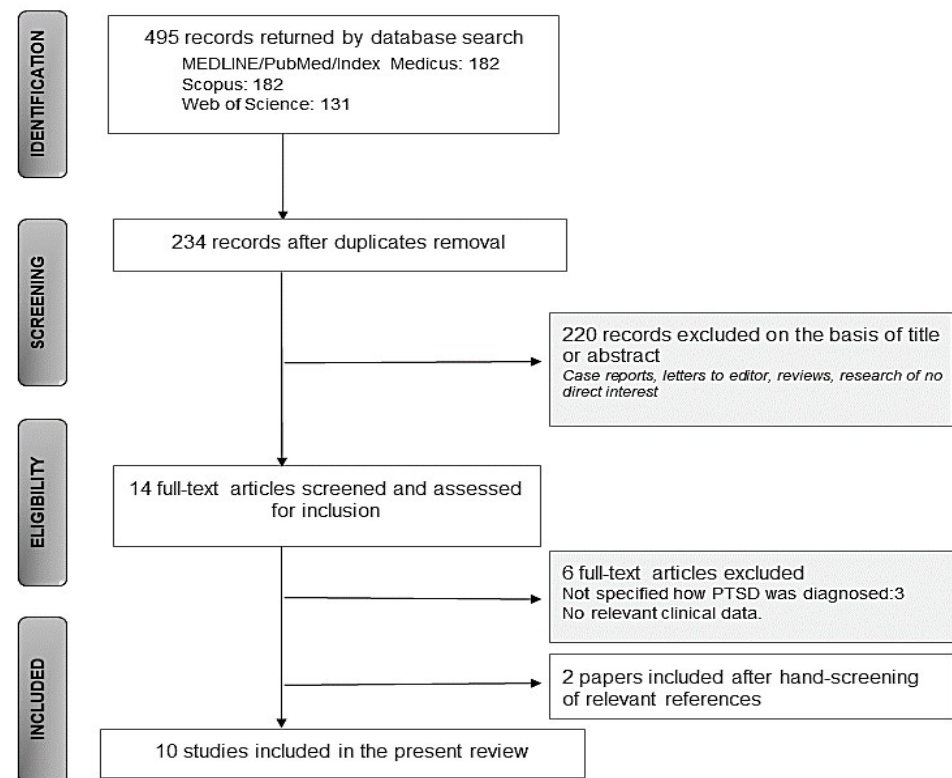 IDENTIFICATION
495 records returned by database search
MEDLINE/PubMed/Index Medicus: 182
Scopus: 182
Web of Science: 131
SCREENING
234 records after duplicates removal
220 records excluded on the basis of title
or abstract
Case reports, letters to editor, reviews, research of no
direct interest
ELIGIBILITY
14 full-text articles screened and assessed
for inclusion
6 full-text articles excluded
Not specified how PTSD was diagnosed:3
No relevant clinical data.
INCLUDED
2 papers included after hand-screening
of relevant references
10 studies included in the present review